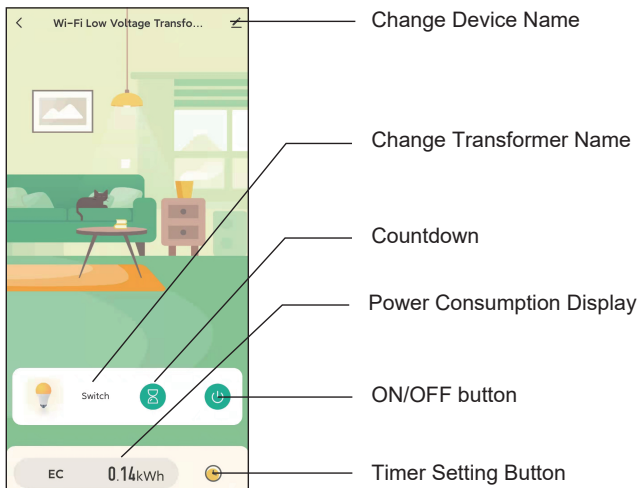 Wi-Fi Low Voltage Transfo...
Change Device Name
Change Transformer Name
Countdown
Power Consumption Display
Switch
ON/OFF button
EC 0.14kWh
Timer Setting Button